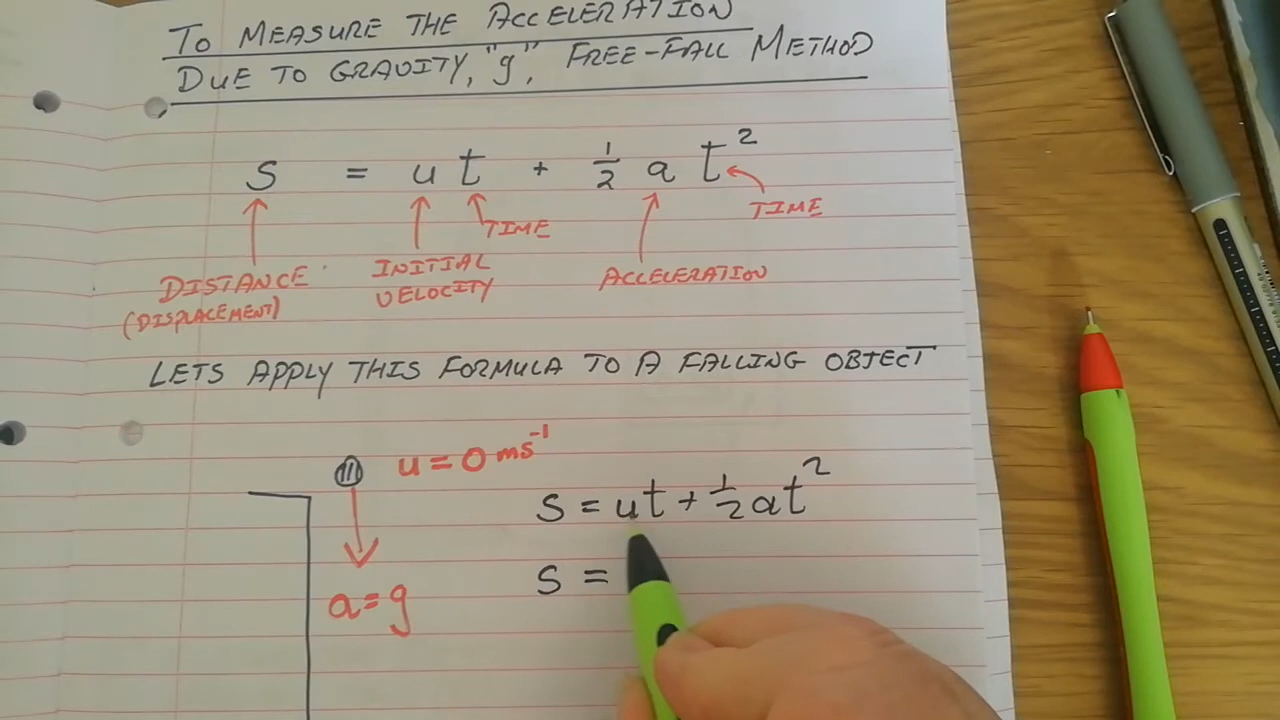 TO MEASURE THE ACCELERATION
DUE TO GRAVITY, "g", FREE-FALL METHOD
s = ut + ½ at²
TIME
TIME
DISTANCE
(DISPLACEMENT)
INITIAL
VELOCITY
ACCELERATION
LETS APPLY THIS FORMULA TO A FALLING OBJECT
u = 0 ms⁻¹
s = ut + ½at²
s =
a = g